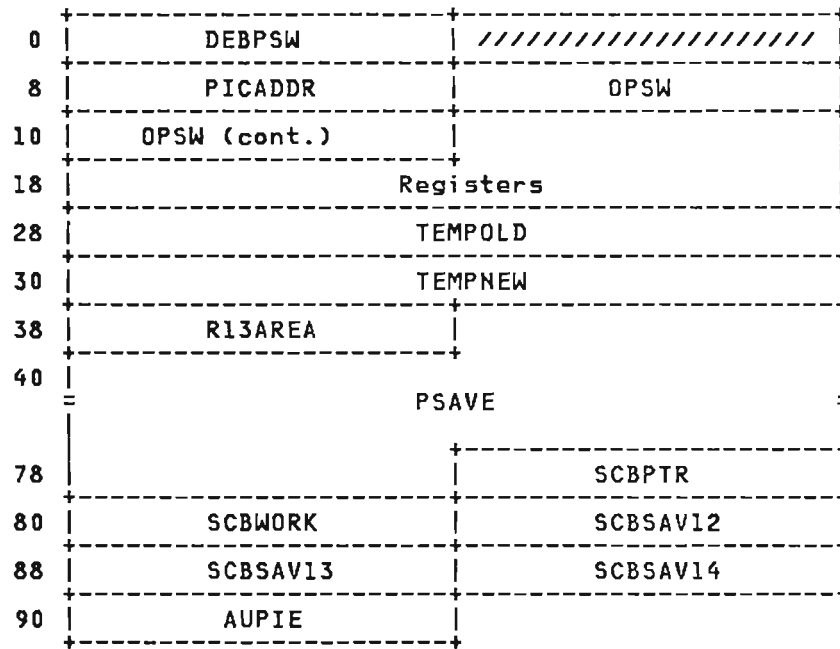 0 DEBPSW ////////////////////
8 PICADDR OPSW
10 OPSW (cont.)
18 Registers
28 TEMPOLD
30 TEMPNEW
38 R13AREA
40
PSAVE
78 SCBPTR
80 SCBWORK SCBSAV12
88 SCBSAV13 SCBSAV14
90 AUPIE